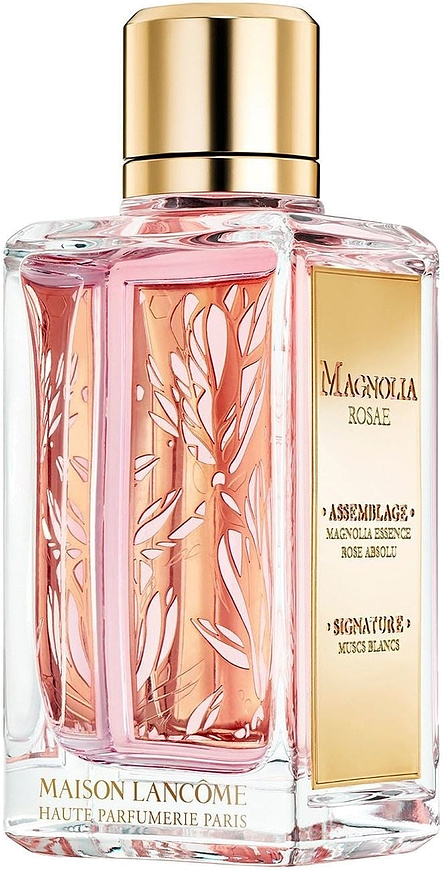 MAGNOLIA
ROSAE
• ASSEMBLAGE •
MAGNOLIA ESSENCE
ROSE ABSOLU
• SIGNATURE •
MUSCS BLANCS
MAISON LANCÔME
HAUTE PARFUMERIE PARIS